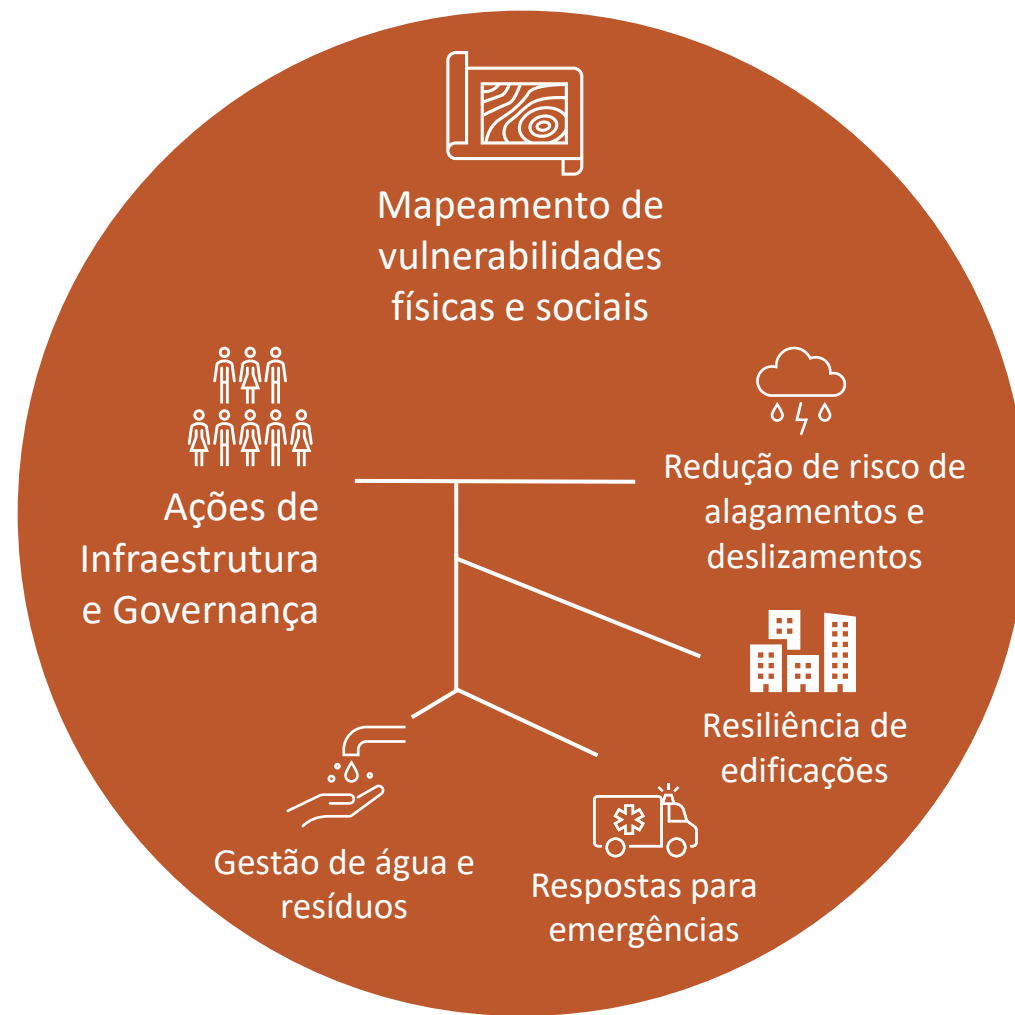 Mapeamento de
vulnerabilidades
físicas e sociais
Ações de
Infraestrutura
e Governança
Redução de risco de
alagamentos e
deslizamentos
Resiliência de
edificações
Gestão de água e
resíduos
Respostas para
emergências